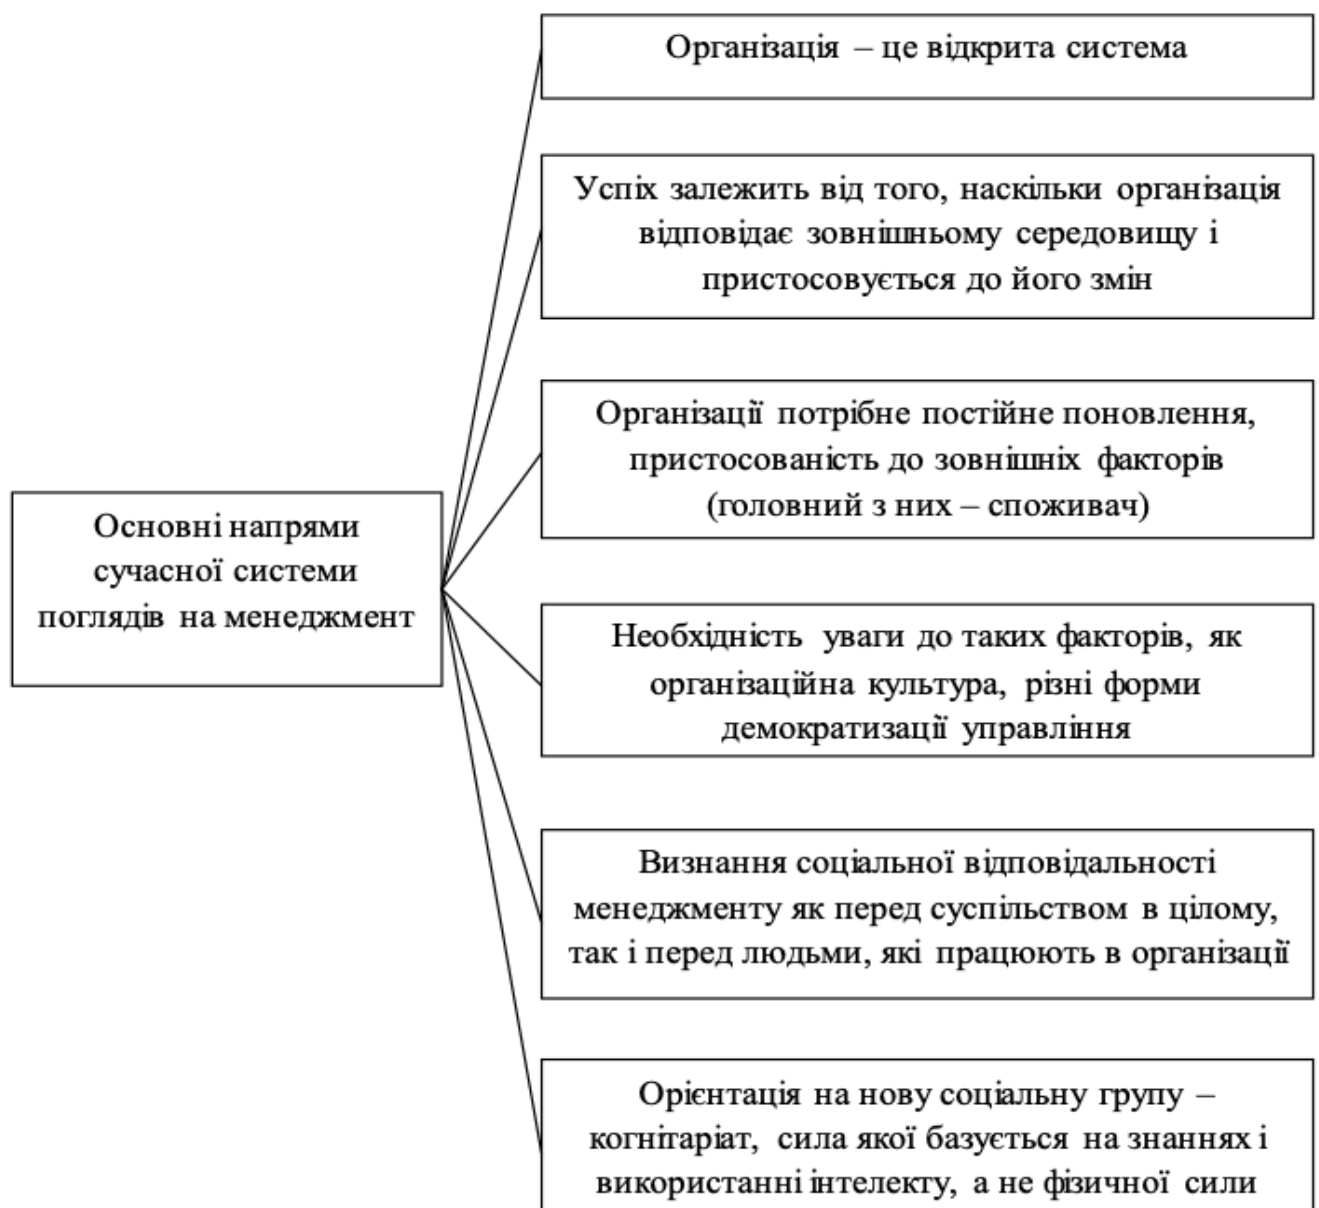 Основні напрями
сучасної системи
поглядів на менеджмент
Організація – це відкрита система
Успіх залежить від того, наскільки організація
відповідає зовнішньому середовищу і
пристосовується до його змін
Організації потрібне постійне поновлення,
пристосованість до зовнішніх факторів
(головний з них – споживач)
Необхідність уваги до таких факторів, як
організаційна культура, різні форми
демократизації управління
Визнання соціальної відповідальності
менеджменту як перед суспільством в цілому,
так і перед людьми, які працюють в організації
Орієнтація на нову соціальну групу –
когнітаріат, сила якої базується на знаннях і
використанні інтелекту, а не фізичної сили